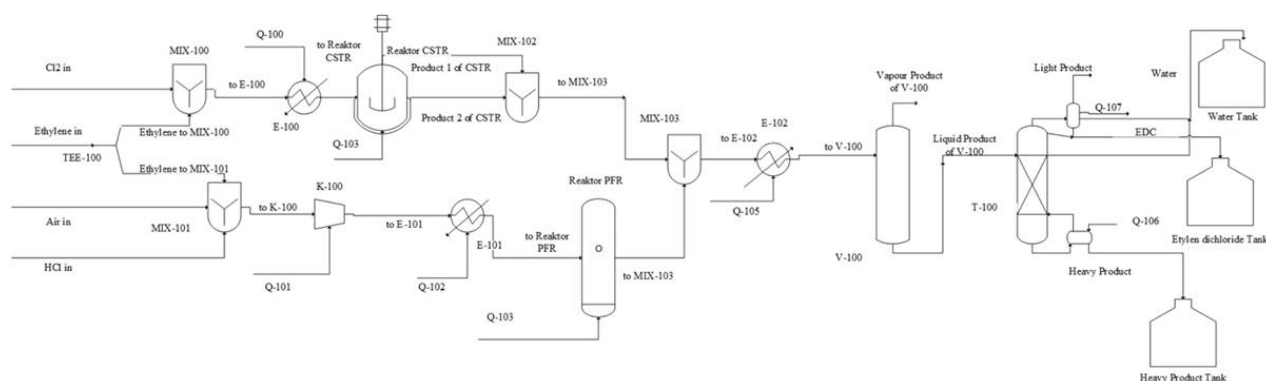 Cl2 in
MIX-100
to E-100
Q-100
E-100
to Reaktor
CSTR
Reaktor CSTR
Product 1 of CSTR
Product 2 of CSTR
Q-103
MIX-102
to MIX-103
Ethylene in
TEE-100
Ethylene to MIX-100
Ethylene to MIX-101
Air in
HCl in
MIX-101
to K-100
K-100
Q-101
to E-101
E-101
Q-102
to Reaktor
PFR
Reaktor PFR
Q-103
to MIX-103
MIX-103
to E-102
E-102
Q-105
to V-100
Vapour Product
of V-100
V-100
Liquid Product
of V-100
T-100
Light Product
Q-107
EDC
Water
Water Tank
Etylen dichloride Tank
Q-106
Heavy Product
Heavy Product Tank